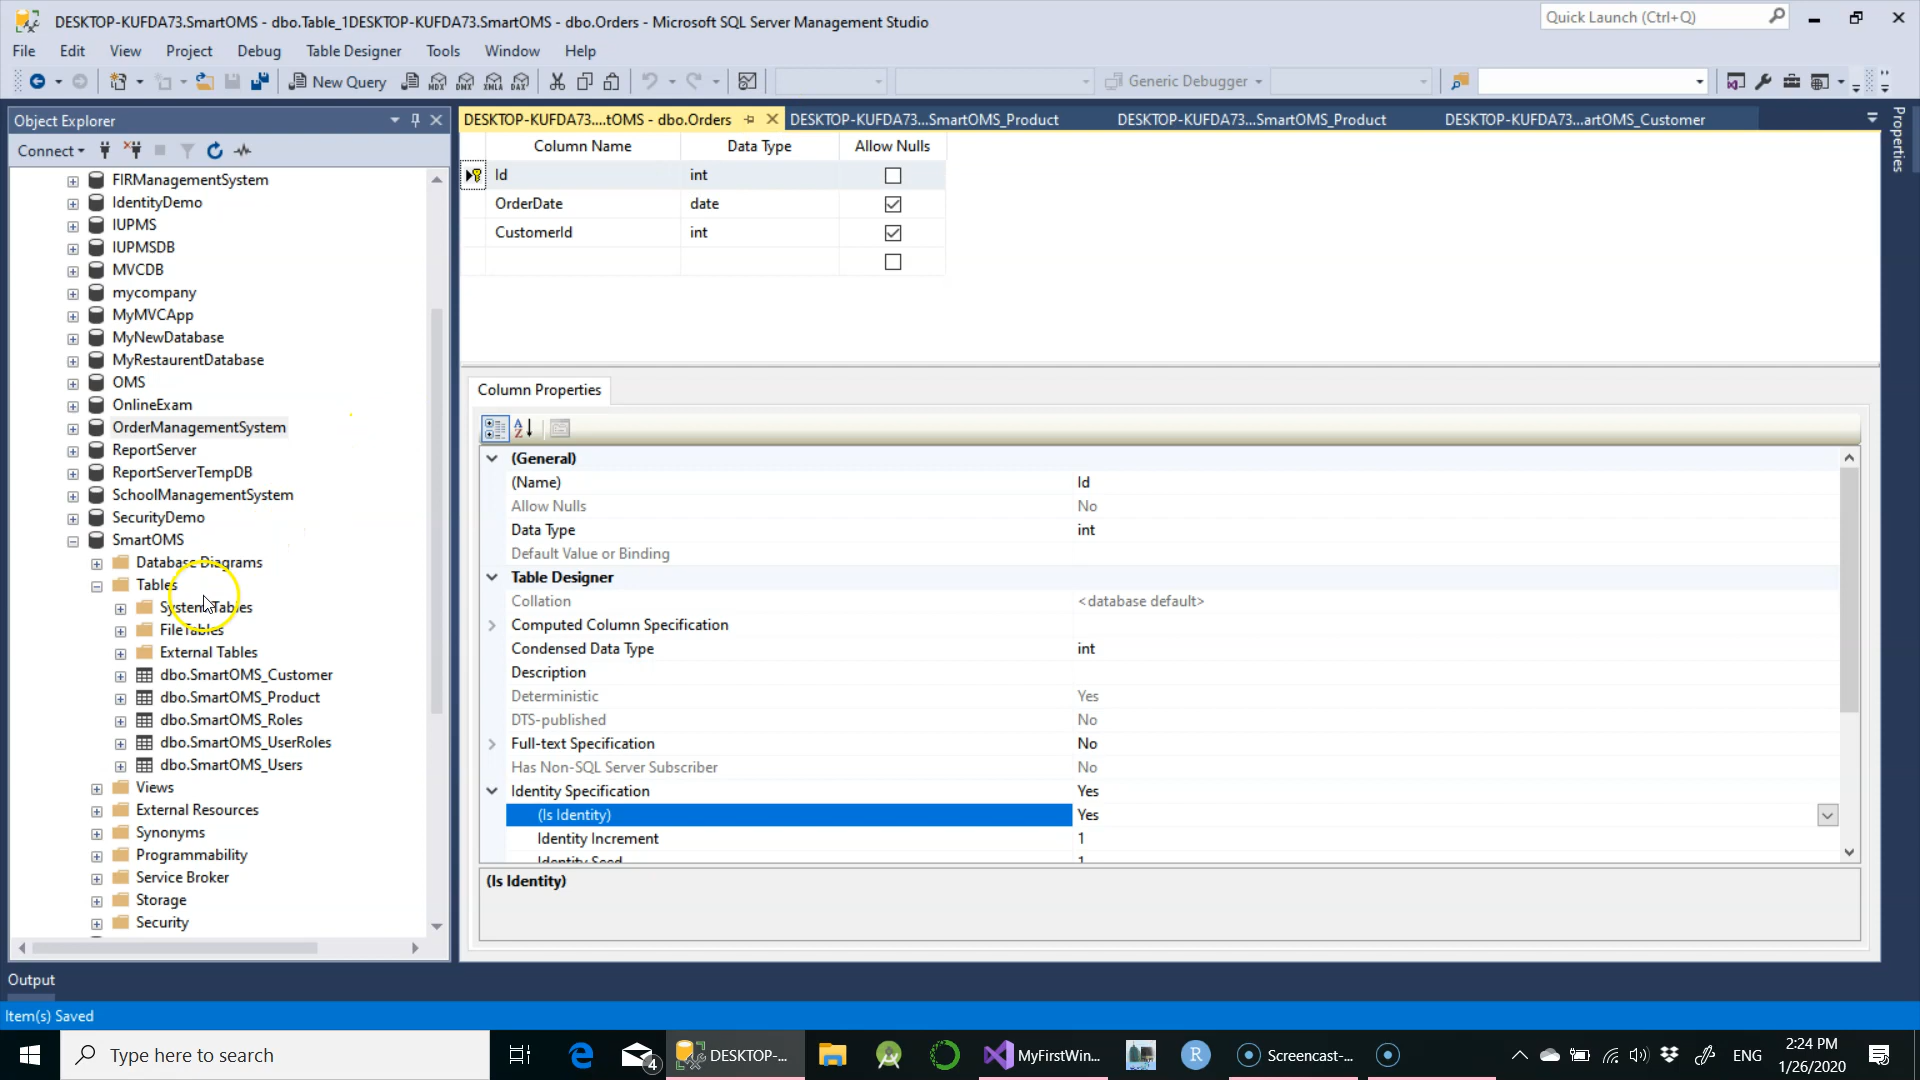 DESKTOP-KUFDA73.SmartOMS - dbo.Table_1DESKTOP-KUFDA73.SmartOMS - dbo.Orders - Microsoft SQL Server Management Studio
Quick Launch (Ctrl+Q)
File Edit View Project Debug Table Designer Tools Window Help
New Query
MDX DMX XMLA DAX
Generic Debugger
Object Explorer
Connect
FIRManagementSystem
IdentityDemo
IUPMS
IUPMSDB
MVCDB
mycompany
MyMVCApp
MyNewDatabase
MyRestaurentDatabase
OMS
OnlineExam
OrderManagementSystem
ReportServer
ReportServerTempDB
SchoolManagementSystem
SecurityDemo
SmartOMS
Database Diagrams
Tables
System Tables
FileTables
External Tables
dbo.SmartOMS_Customer
dbo.SmartOMS_Product
dbo.SmartOMS_Roles
dbo.SmartOMS_UserRoles
dbo.SmartOMS_Users
Views
External Resources
Synonyms
Programmability
Service Broker
Storage
Security
DESKTOP-KUFDA73....tOMS - dbo.Orders
DESKTOP-KUFDA73...SmartOMS_Product
DESKTOP-KUFDA73...SmartOMS_Product
DESKTOP-KUFDA73...artOMS_Customer
Properties
Column Name Data Type Allow Nulls
Id int
OrderDate date
CustomerId int
Column Properties
(General)
(Name) Id
Allow Nulls No
Data Type int
Default Value or Binding
Table Designer
Collation <database default>
Computed Column Specification
Condensed Data Type int
Description
Deterministic Yes
DTS-published No
Full-text Specification No
Has Non-SQL Server Subscriber No
Identity Specification Yes
(Is Identity) Yes
Identity Increment 1
Identity Seed 1
(Is Identity)
Output
Item(s) Saved
Type here to search
4
DESKTOP-...
MyFirstWin...
R
Screencast-...
ENG
2:24 PM
1/26/2020